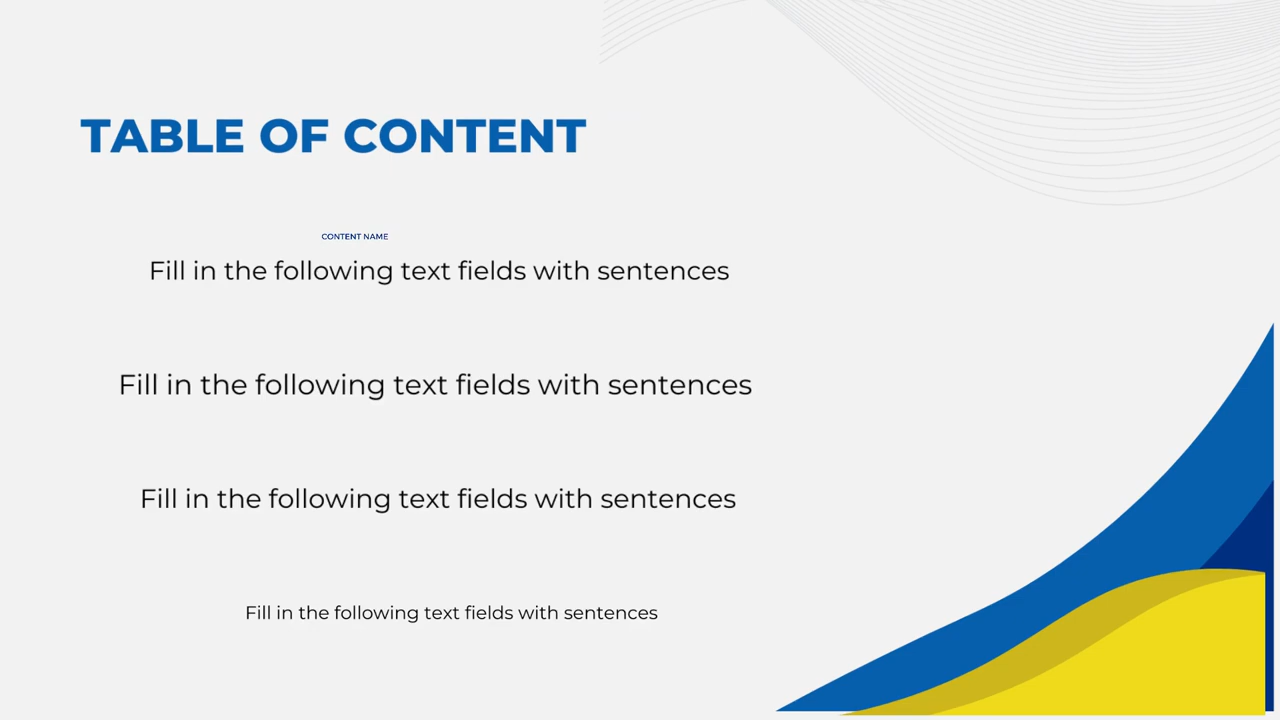 TABLE OF CONTENT
CONTENT NAME
Fill in the following text fields with sentences
Fill in the following text fields with sentences
Fill in the following text fields with sentences
Fill in the following text fields with sentences